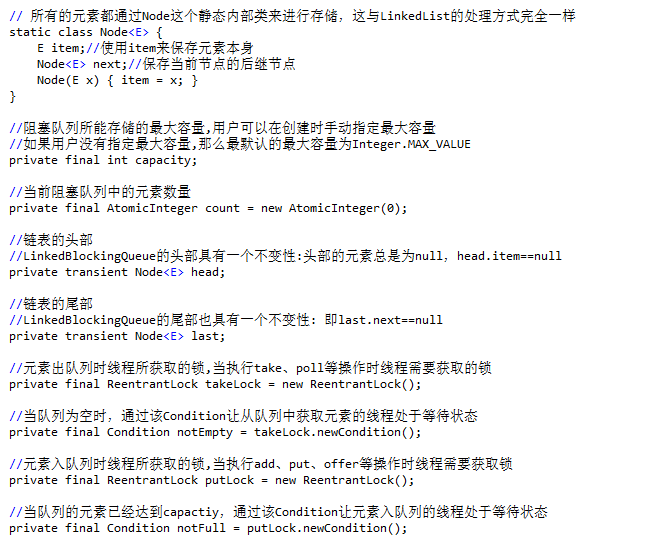 // 所有的元素都通过Node这个静态内部类来进行存储，这与LinkedList的处理方式完全一样
static class Node<E> {
    E item;//使用item来保存元素本身
    Node<E> next;//保存当前节点的后继节点
    Node(E x) { item = x; }
}
//阻塞队列所能存储的最大容量,用户可以在创建时手动指定最大容量
//如果用户没有指定最大容量,那么最默认的最大容量为Integer.MAX_VALUE
private final int capacity;
//当前阻塞队列中的元素数量
private final AtomicInteger count = new AtomicInteger(0);
//链表的头部
//LinkedBlockingQueue的头部具有一个不变性:头部的元素总是为null，head.item==null
private transient Node<E> head;
//链表的尾部
//LinkedBlockingQueue的尾部也具有一个不变性: 即last.next==null
private transient Node<E> last;
//元素出队列时线程所获取的锁,当执行take、poll等操作时线程需要获取的锁
private final ReentrantLock takeLock = new ReentrantLock();
//当队列为空时，通过该Condition让从队列中获取元素的线程处于等待状态
private final Condition notEmpty = takeLock.newCondition();
//元素入队列时线程所获取的锁,当执行add、put、offer等操作时线程需要获取锁
private final ReentrantLock putLock = new ReentrantLock();
//当队列的元素已经达到capactiy，通过该Condition让元素入队列的线程处于等待状态
private final Condition notFull = putLock.newCondition();